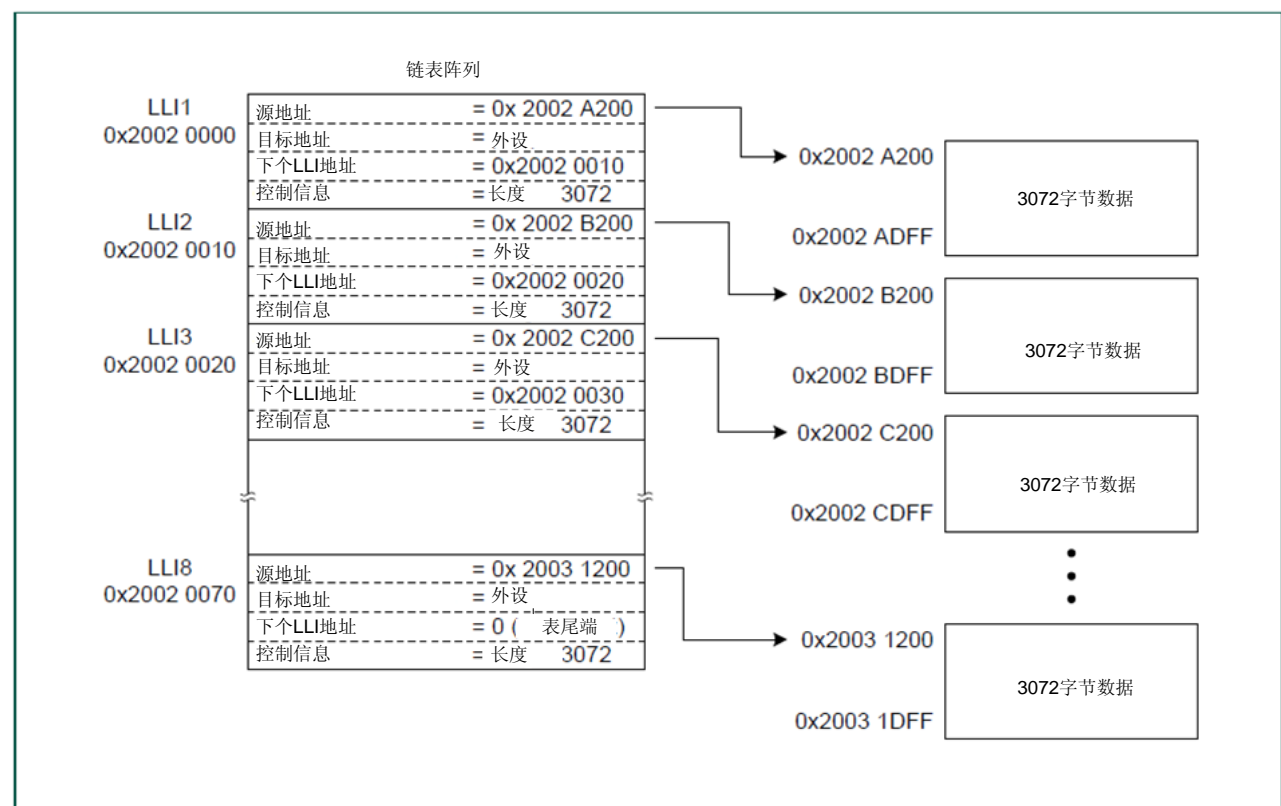 链表阵列
LLI1
0x2002 0000
源地址 = 0x 2002 A200
目标地址 = 外设
下个LLI地址 = 0x2002 0010
控制信息 =长度 3072
LLI2
0x2002 0010
源地址 = 0x 2002 B200
目标地址 = 外设
下个LLI地址 = 0x2002 0020
控制信息 =长度 3072
LLI3
0x2002 0020
源地址 = 0x 2002 C200
目标地址 = 外设
下个LLI地址 = 0x2002 0030
控制信息 = 长度 3072
LLI8
0x2002 0070
源地址 = 0x 2003 1200
目标地址 = 外设
下个LLI地址 = 0 ( 表尾端 )
控制信息 = 长度 3072
0x2002 A200
3072字节数据
0x2002 ADFF
0x2002 B200
3072字节数据
0x2002 BDFF
0x2002 C200
3072字节数据
0x2002 CDFF
0x2003 1200
3072字节数据
0x2003 1DFF